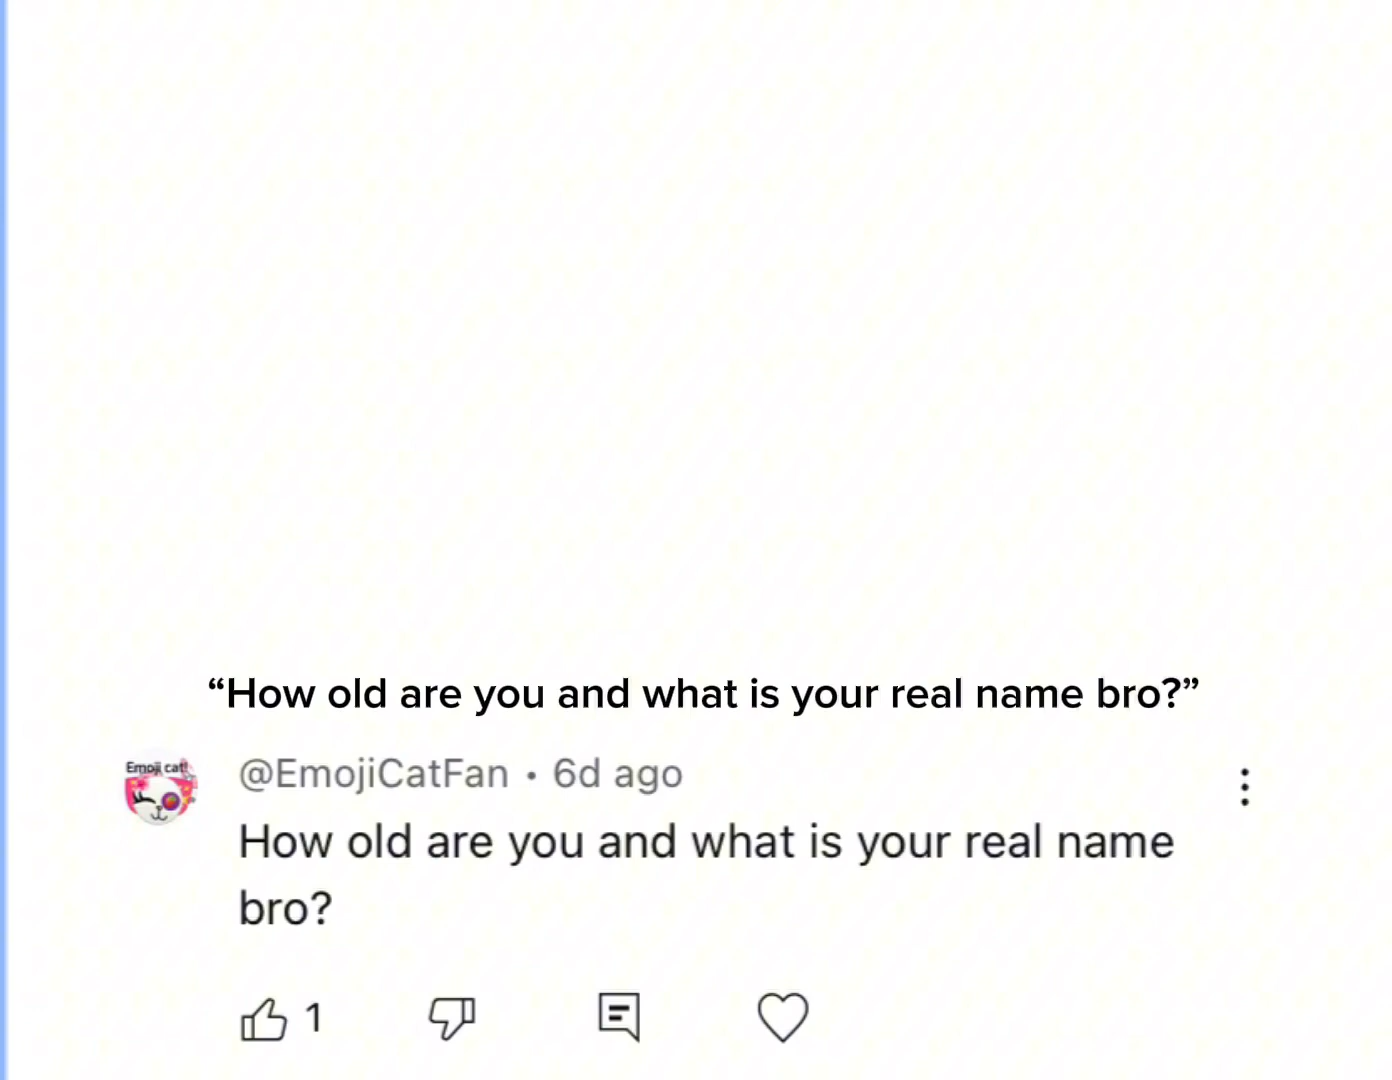 “How old are you and what is your real name bro?”
Emoji cat!
@EmojiCatFan • 6d ago
How old are you and what is your real name
bro?
1